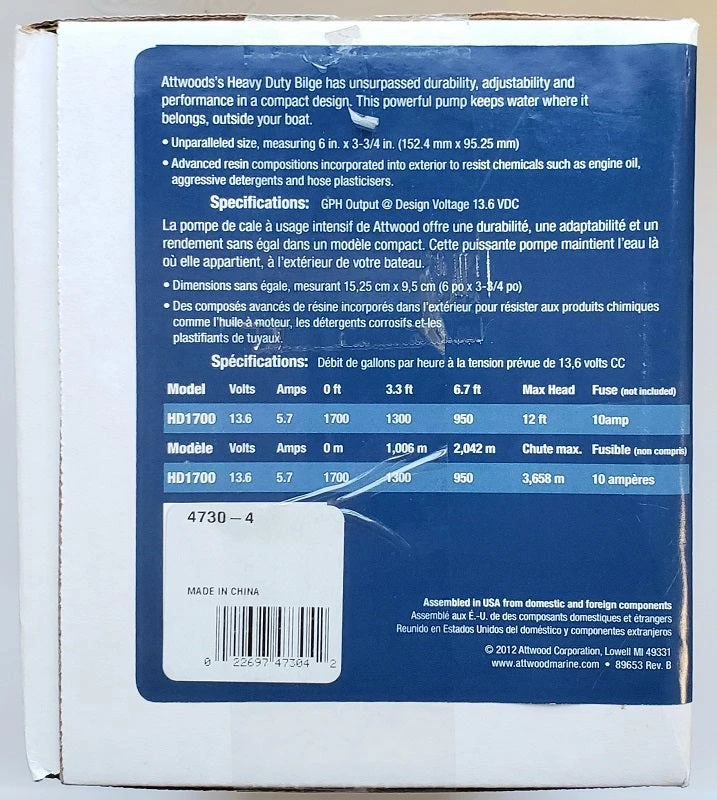 Attwoods's Heavy Duty Bilge has unsurpassed durability, adjustability and
performance in a compact design. This powerful pump keeps water where it
belongs, outside your boat.
• Unparalleled size, measuring 6 in. x 3-3/4 in. (152.4 mm x 95.25 mm)
• Advanced resin compositions incorporated into exterior to resist chemicals such as engine oil,
aggressive detergents and hose plasticisers.
Specifications: GPH Output @ Design Voltage 13.6 VDC
La pompe de cale à usage intensif de Attwood offre une durabilité, une adaptabilité et un
rendement sans égal dans un modèle compact. Cette puissante pompe maintient l'eau là
où elle appartient, à l'extérieur de votre bateau.
• Dimensions sans égale, mesurant 15,25 cm x 9,5 cm (6 po x 3-3/4 po)
• Des composés avancés de résine incorporés dans l'extérieur pour résister aux produits chimiques
comme l'huile à moteur, les détergents corrosifs et les
plastifiants de tuyaux.
Spécifications: Débit de gallons par heure à la tension prévue de 13,6 volts CC
Model Volts Amps 0 ft 3.3 ft 6.7 ft Max Head Fuse (not included)
HD1700 13.6 5.7 1700 1300 950 12 ft 10amp
Modèle Volts Amps 0 m 1,006 m 2,042 m Chute max. Fusible (non compris)
HD1700 13.6 5.7 1700 1300 950 3,658 m 10 ampères
4730 – 4
MADE IN CHINA
0 22697 47304 2
Assembled in USA from domestic and foreign components
Assemblé aux É.-U. de des composants domestiques et étrangers
Reunido en Estados Unidos del doméstico y componentes extranjeros
© 2012 Attwood Corporation, Lowell MI 49331
www.attwoodmarine.com • 89653 Rev. B